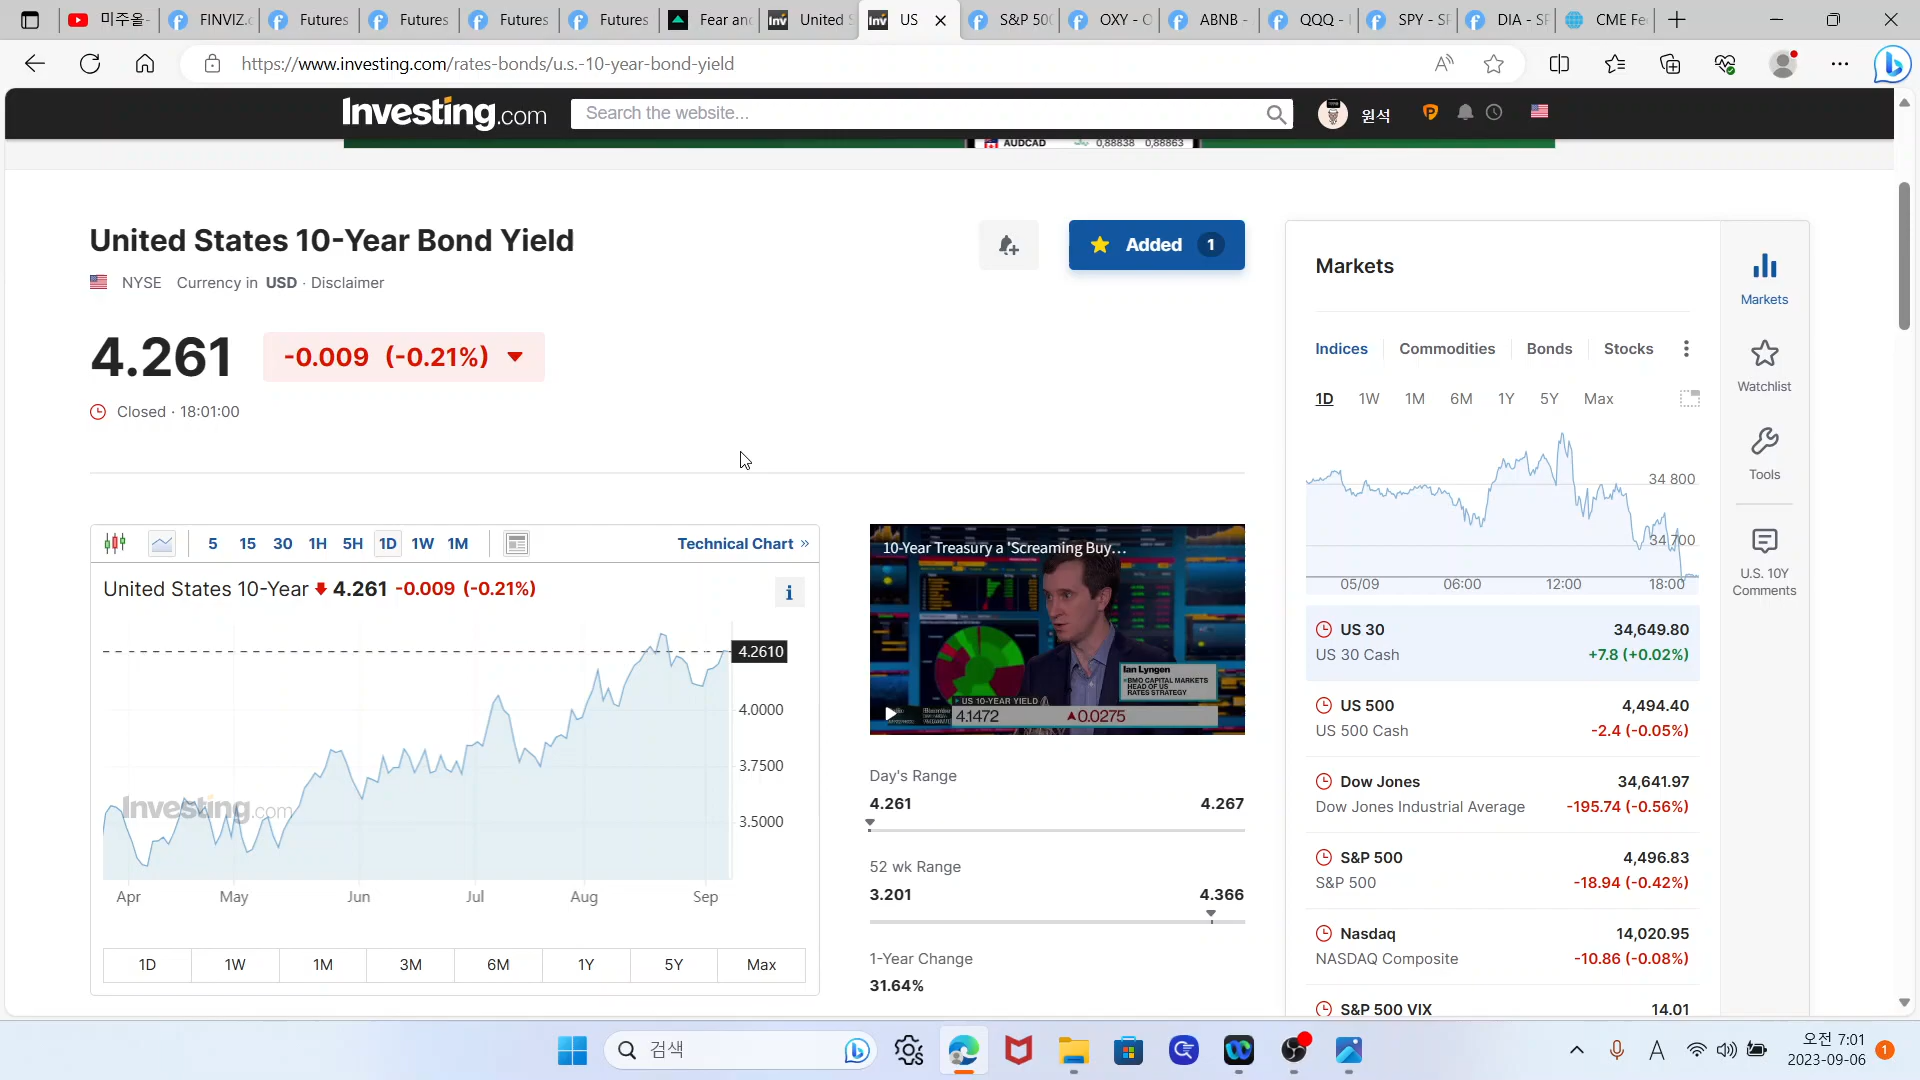 미주올
FINVIZ.c
Futures
Futures
Futures
Futures
Fear an
United S
US
S&P 500
OXY - O
ABNB -
QQQ -
SPY - SP
DIA - SP
CME Fe
https://www.investing.com/rates-bonds/u.s.-10-year-bond-yield
Investing.com
Search the website...
원석
AUDCAD 0,88838 0,88863
United States 10-Year Bond Yield
NYSE Currency in USD · Disclaimer
Added 1
4.261 -0.009 (-0.21%)
Closed · 18:01:00
5 15 30 1H 5H 1D 1W 1M
Technical Chart »
United States 10-Year 4.261 -0.009 (-0.21%)
i
4.2610
4.0000
3.7500
3.5000
Investing.com
Apr May Jun Jul Aug Sep
1D 1W 1M 3M 6M 1Y 5Y Max
10-Year Treasury a 'Screaming Buy...
Ian Lyngen
BMO CAPITAL MARKETS
HEAD OF US
RATES STRATEGY
US 10-YEAR YIELD
4.1472 0.0275
Day's Range
4.261 4.267
52 wk Range
3.201 4.366
1-Year Change
31.64%
Markets
Indices Commodities Bonds Stocks
1D 1W 1M 6M 1Y 5Y Max
34 800
34 700
05/09 06:00 12:00 18:00
US 30 34,649.80
US 30 Cash +7.8 (+0.02%)
US 500 4,494.40
US 500 Cash -2.4 (-0.05%)
Dow Jones 34,641.97
Dow Jones Industrial Average -195.74 (-0.56%)
S&P 500 4,496.83
S&P 500 -18.94 (-0.42%)
Nasdaq 14,020.95
NASDAQ Composite -10.86 (-0.08%)
S&P 500 VIX 14.01
Markets
Watchlist
Tools
U.S. 10Y
Comments
검색
A
오전 7:01
2023-09-06
1